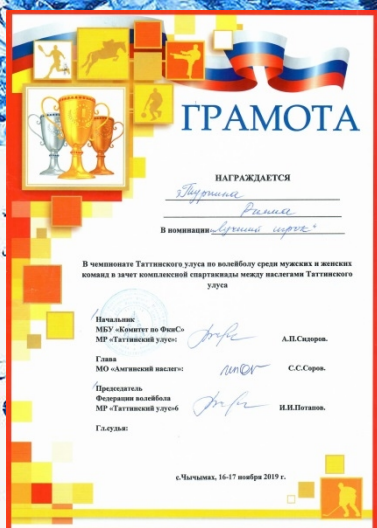 ГРАМОТА
НАГРАЖДАЕТСЯ
Римма
В номинации „Лучший игрок“
В чемпионате Таттинского улуса по волейболу среди мужских и женских
команд в зачет комплексной спартакиады между наслегами Таттинского
улуса
Начальник
МБУ «Комитет по ФкиС»
МР «Таттинский улус»: А.П.Сидоров.
Глава
МО «Амгинский наслег»: С.С.Соров.
Председатель
Федерации волейбола
МР «Таттинский улус»6 И.И.Потапов.
Гл.судья:
с.Чычымах, 16-17 ноября 2019 г.